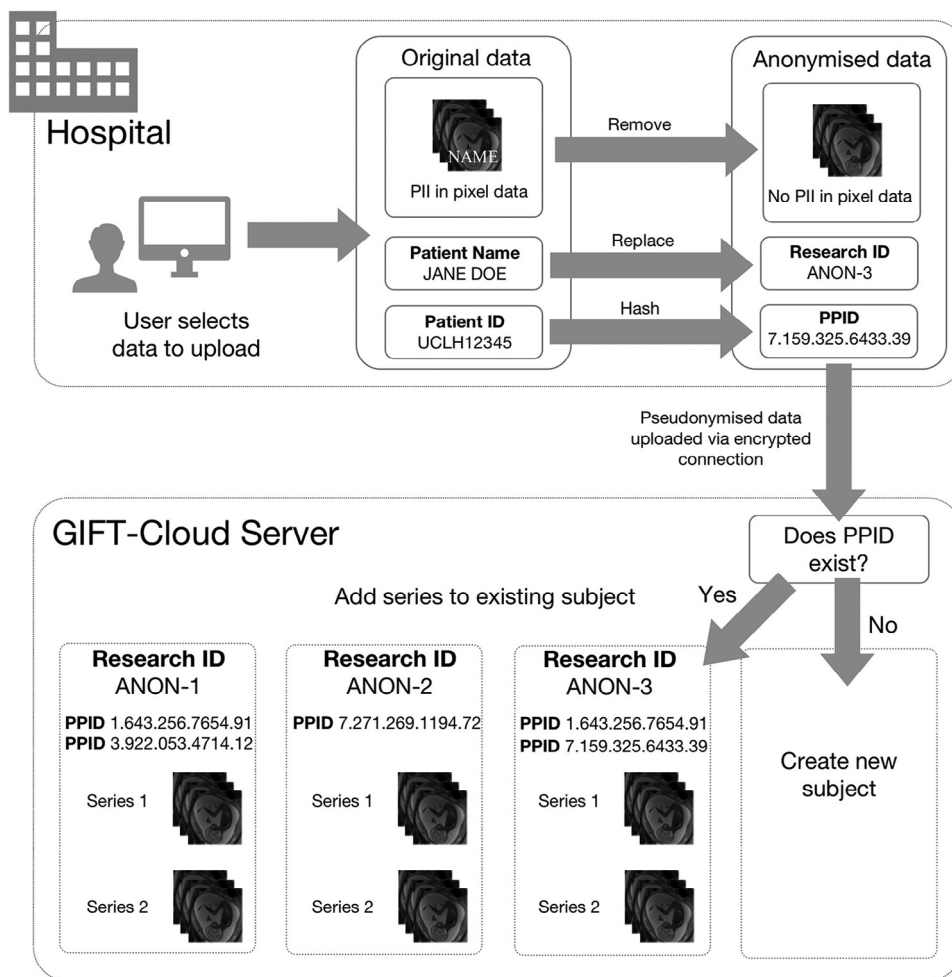 Hospital
User selects
data to upload
Original data
NAME
PII in pixel data
Patient Name
JANE DOE
Patient ID
UCLH12345
Remove
Replace
Hash
Anonymised data
No PII in pixel data
Research ID
ANON-3
PPID
7.159.325.6433.39
Pseudonymised data
uploaded via encrypted
connection
GIFT-Cloud Server
Does PPID
exist?
Yes
No
Add series to existing subject
Research ID
ANON-1
PPID 1.643.256.7654.91
PPID 3.922.053.4714.12
Series 1
Series 2
Research ID
ANON-2
PPID 7.271.269.1194.72
Series 1
Series 2
Research ID
ANON-3
PPID 1.643.256.7654.91
PPID 7.159.325.6433.39
Series 1
Series 2
Create new
subject